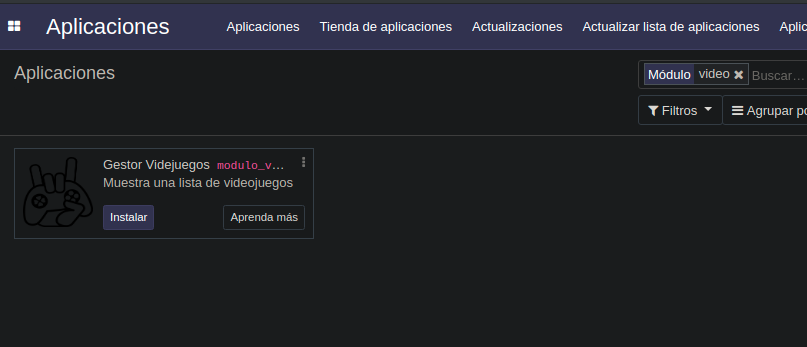 Aplicaciones Aplicaciones Tienda de aplicaciones Actualizaciones Actualizar lista de aplicaciones Aplic
Aplicaciones
Módulo video Buscar...
Filtros Agrupar po
Gestor Videjuegos modulo_v...
Muestra una lista de videojuegos
Instalar Aprenda más